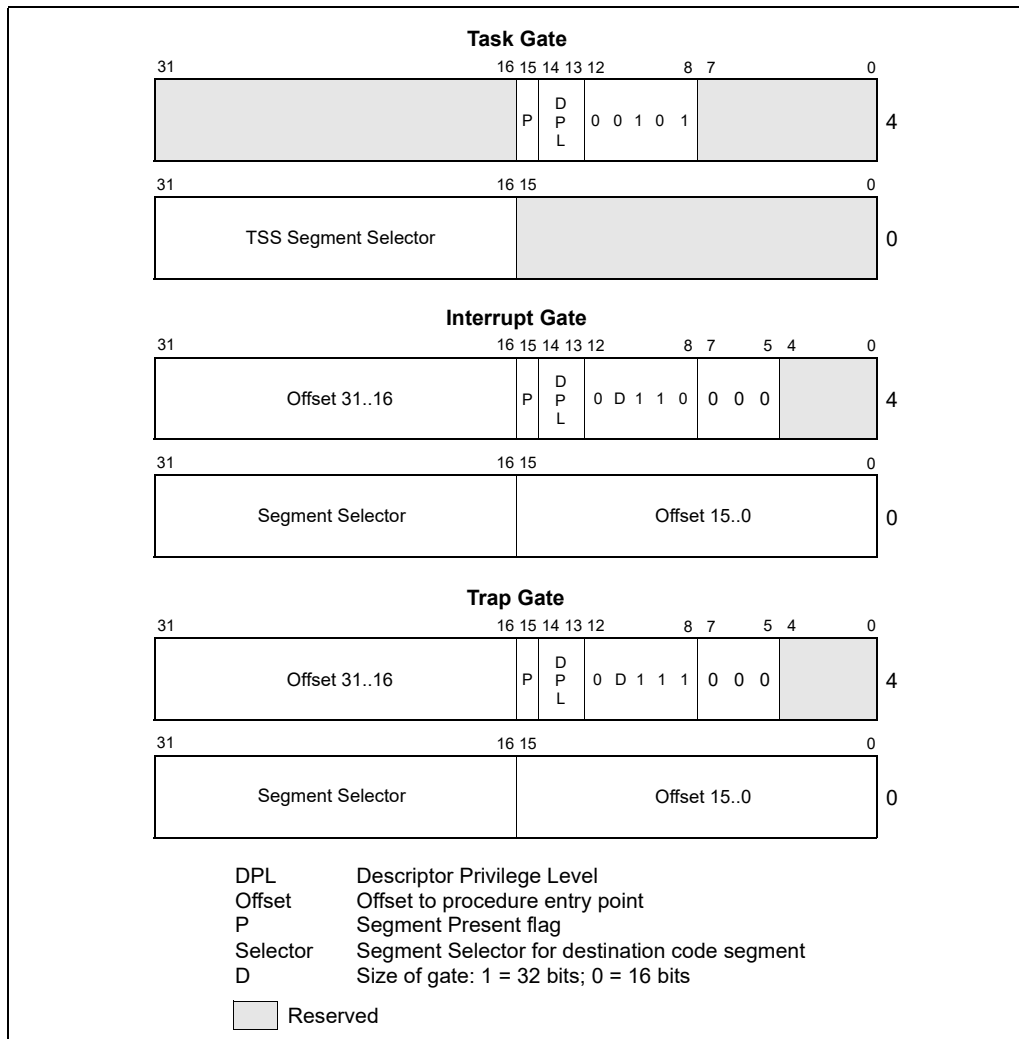 Task Gate
31 16 15 14 13 12 8 7 0
P D P L 0 0 1 0 1 4
31 16 15 0
TSS Segment Selector 0
Interrupt Gate
31 16 15 14 13 12 8 7 5 4 0
Offset 31..16 P D P L 0 D 1 1 0 0 0 0 4
31 16 15 0
Segment Selector Offset 15..0 0
Trap Gate
31 16 15 14 13 12 8 7 5 4 0
Offset 31..16 P D P L 0 D 1 1 1 0 0 0 4
31 16 15 0
Segment Selector Offset 15..0 0
DPL Descriptor Privilege Level
Offset Offset to procedure entry point
P Segment Present flag
Selector Segment Selector for destination code segment
D Size of gate: 1 = 32 bits; 0 = 16 bits
Reserved